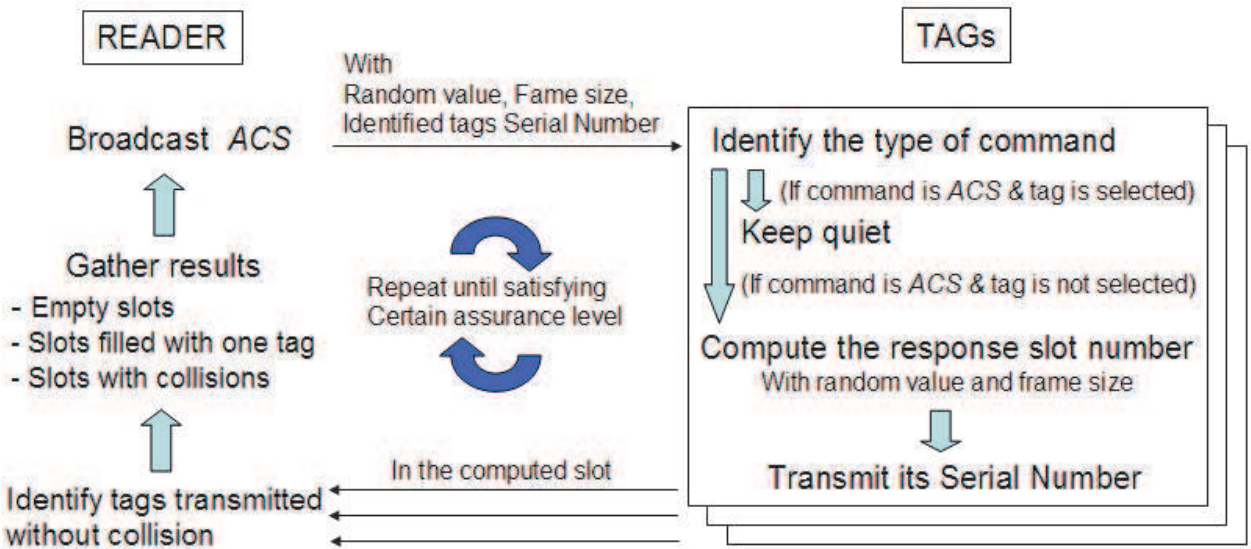 READER
TAGs
With
Random value, Fame size,
Identified tags Serial Number
Broadcast ACS
Identify the type of command
(If command is ACS & tag is selected)
Keep quiet
(If command is ACS & tag is not selected)
Compute the response slot number
With random value and frame size
Transmit its Serial Number
Gather results
- Empty slots
- Slots filled with one tag
- Slots with collisions
Repeat until satisfying
Certain assurance level
In the computed slot
Identify tags transmitted
without collision